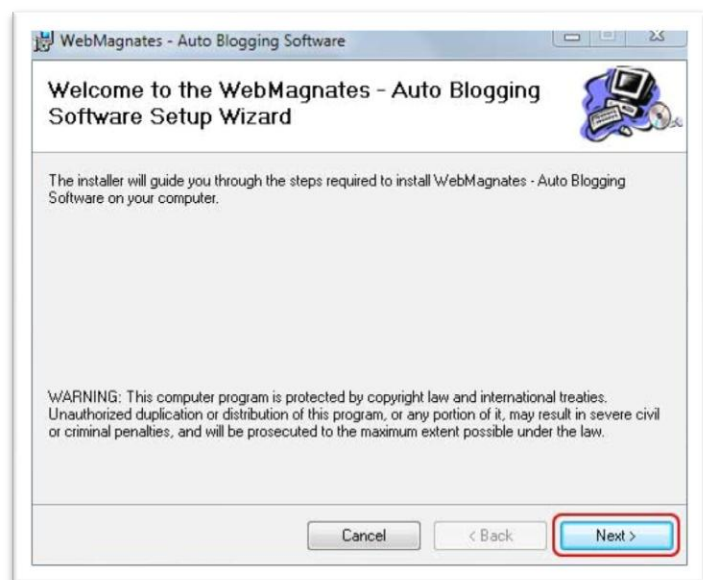 WebMagnates - Auto Blogging Software
Welcome to the WebMagnates - Auto Blogging
Software Setup Wizard
The installer will guide you through the steps required to install WebMagnates - Auto Blogging
Software on your computer.
WARNING: This computer program is protected by copyright law and international treaties.
Unauthorized duplication or distribution of this program, or any portion of it, may result in severe civil
or criminal penalties, and will be prosecuted to the maximum extent possible under the law.
Cancel < Back Next >